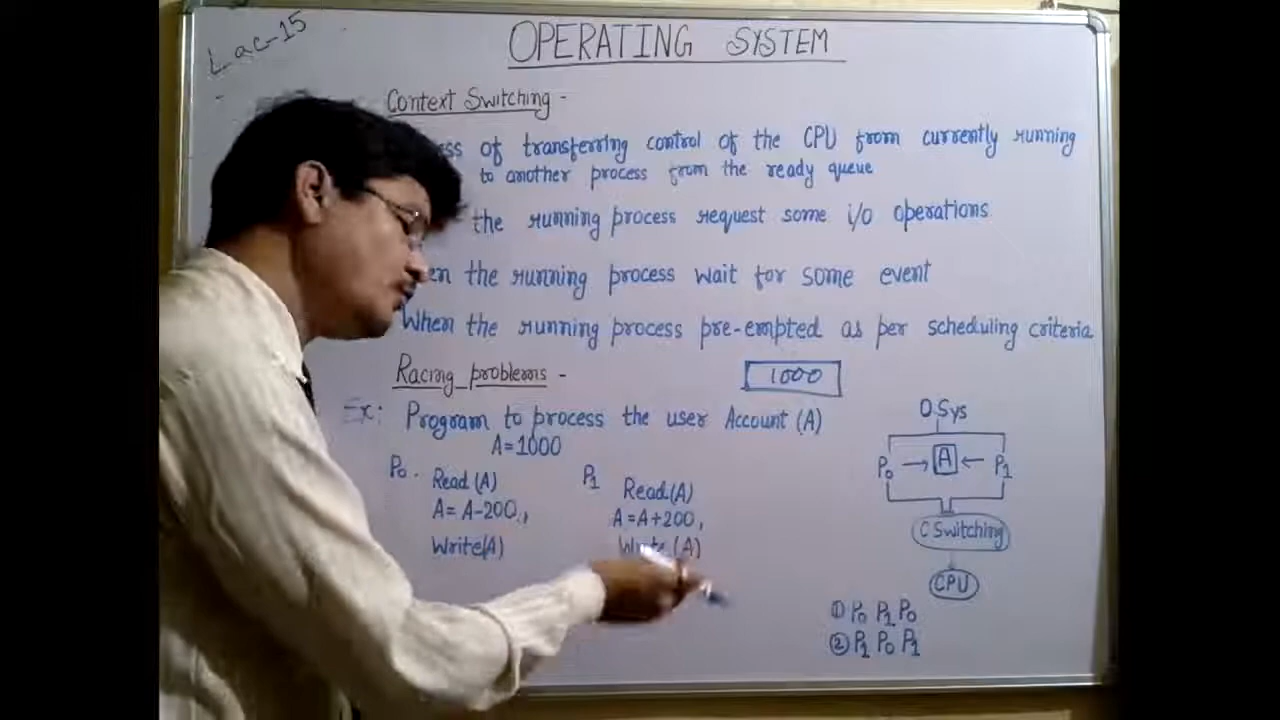 Lac-15
OPERATING SYSTEM
Context Switching -
of transferring control of the CPU from currently running
to another process from the ready queue
the running process request some i/o operations
the running process wait for some event
When the running process pre-empted as per scheduling criteria
Racing problems -
1000
Ex: Program to process the user Account (A)
A=1000
P0. Read (A)
A= A-200,
Write(A)
P1 Read(A)
A=A+200,
Write (A)
O.Sys
P0 → A ← P1
C Switching
CPU
① P0 P1 P0
② P1 P0 P1